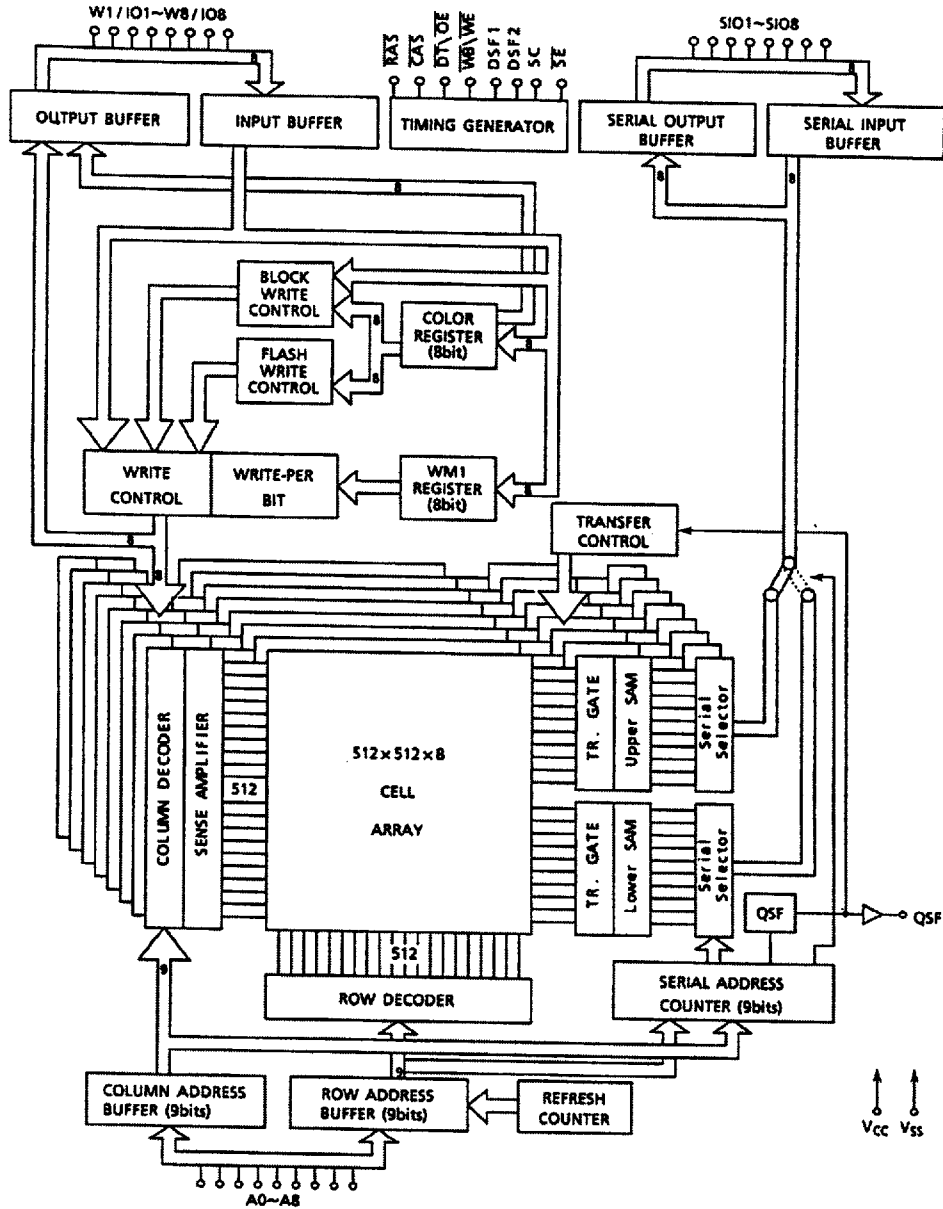 W1/IO1~W8/IO8
SIO1~SIO8
RAS
CAS
DT\OE
WB\WE
DSF1
DSF2
SC
SE
8
8
OUTPUT BUFFER
INPUT BUFFER
TIMING GENERATOR
SERIAL OUTPUT
BUFFER
SERIAL INPUT
BUFFER
8
8
8
BLOCK
WRITE
CONTROL
8
COLOR
REGISTER
(8bit)
8
FLASH
WRITE
CONTROL
8
WRITE
CONTROL
WRITE-PER
BIT
WM1
REGISTER
(8bit)
8
TRANSFER
CONTROL
8
8
COLUMN DECODER
SENSE AMPLIFIER
512
512×512×8
CELL
ARRAY
TR. GATE
Upper SAM
Serial
Selector
TR. GATE
Lower SAM
Serial
Selector
QSF
QSF
512
9
ROW DECODER
SERIAL ADDRESS
COUNTER (9bits)
9
COLUMN ADDRESS
BUFFER (9bits)
ROW ADDRESS
BUFFER (9bits)
REFRESH
COUNTER
VCC
VSS
A0~A8